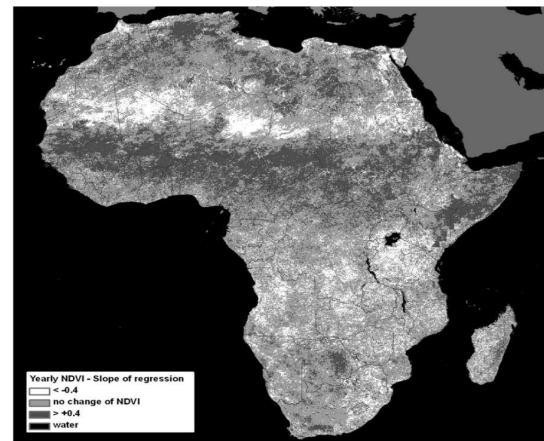 Yearly NDVI - Slope of regression
< -0.4
no change of NDVI
> +0.4
water